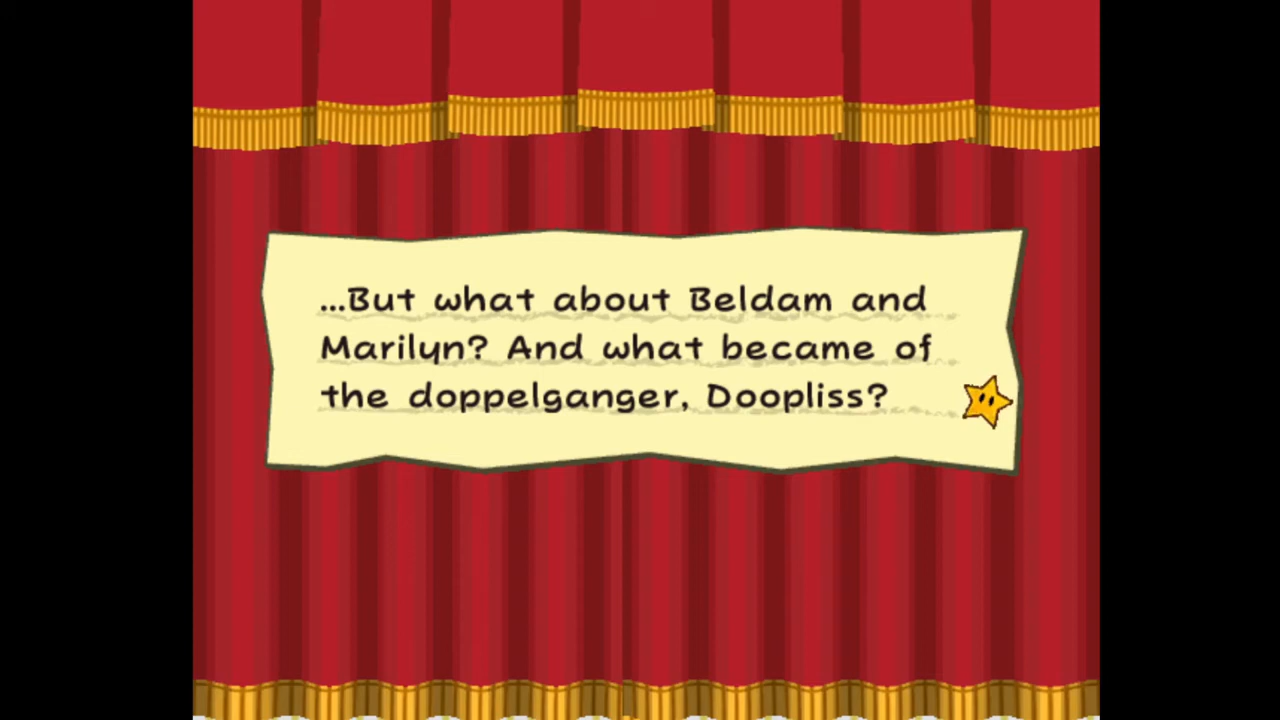 ...But what about Beldam and
Marilyn? And what became of
the doppelganger, Doopliss?